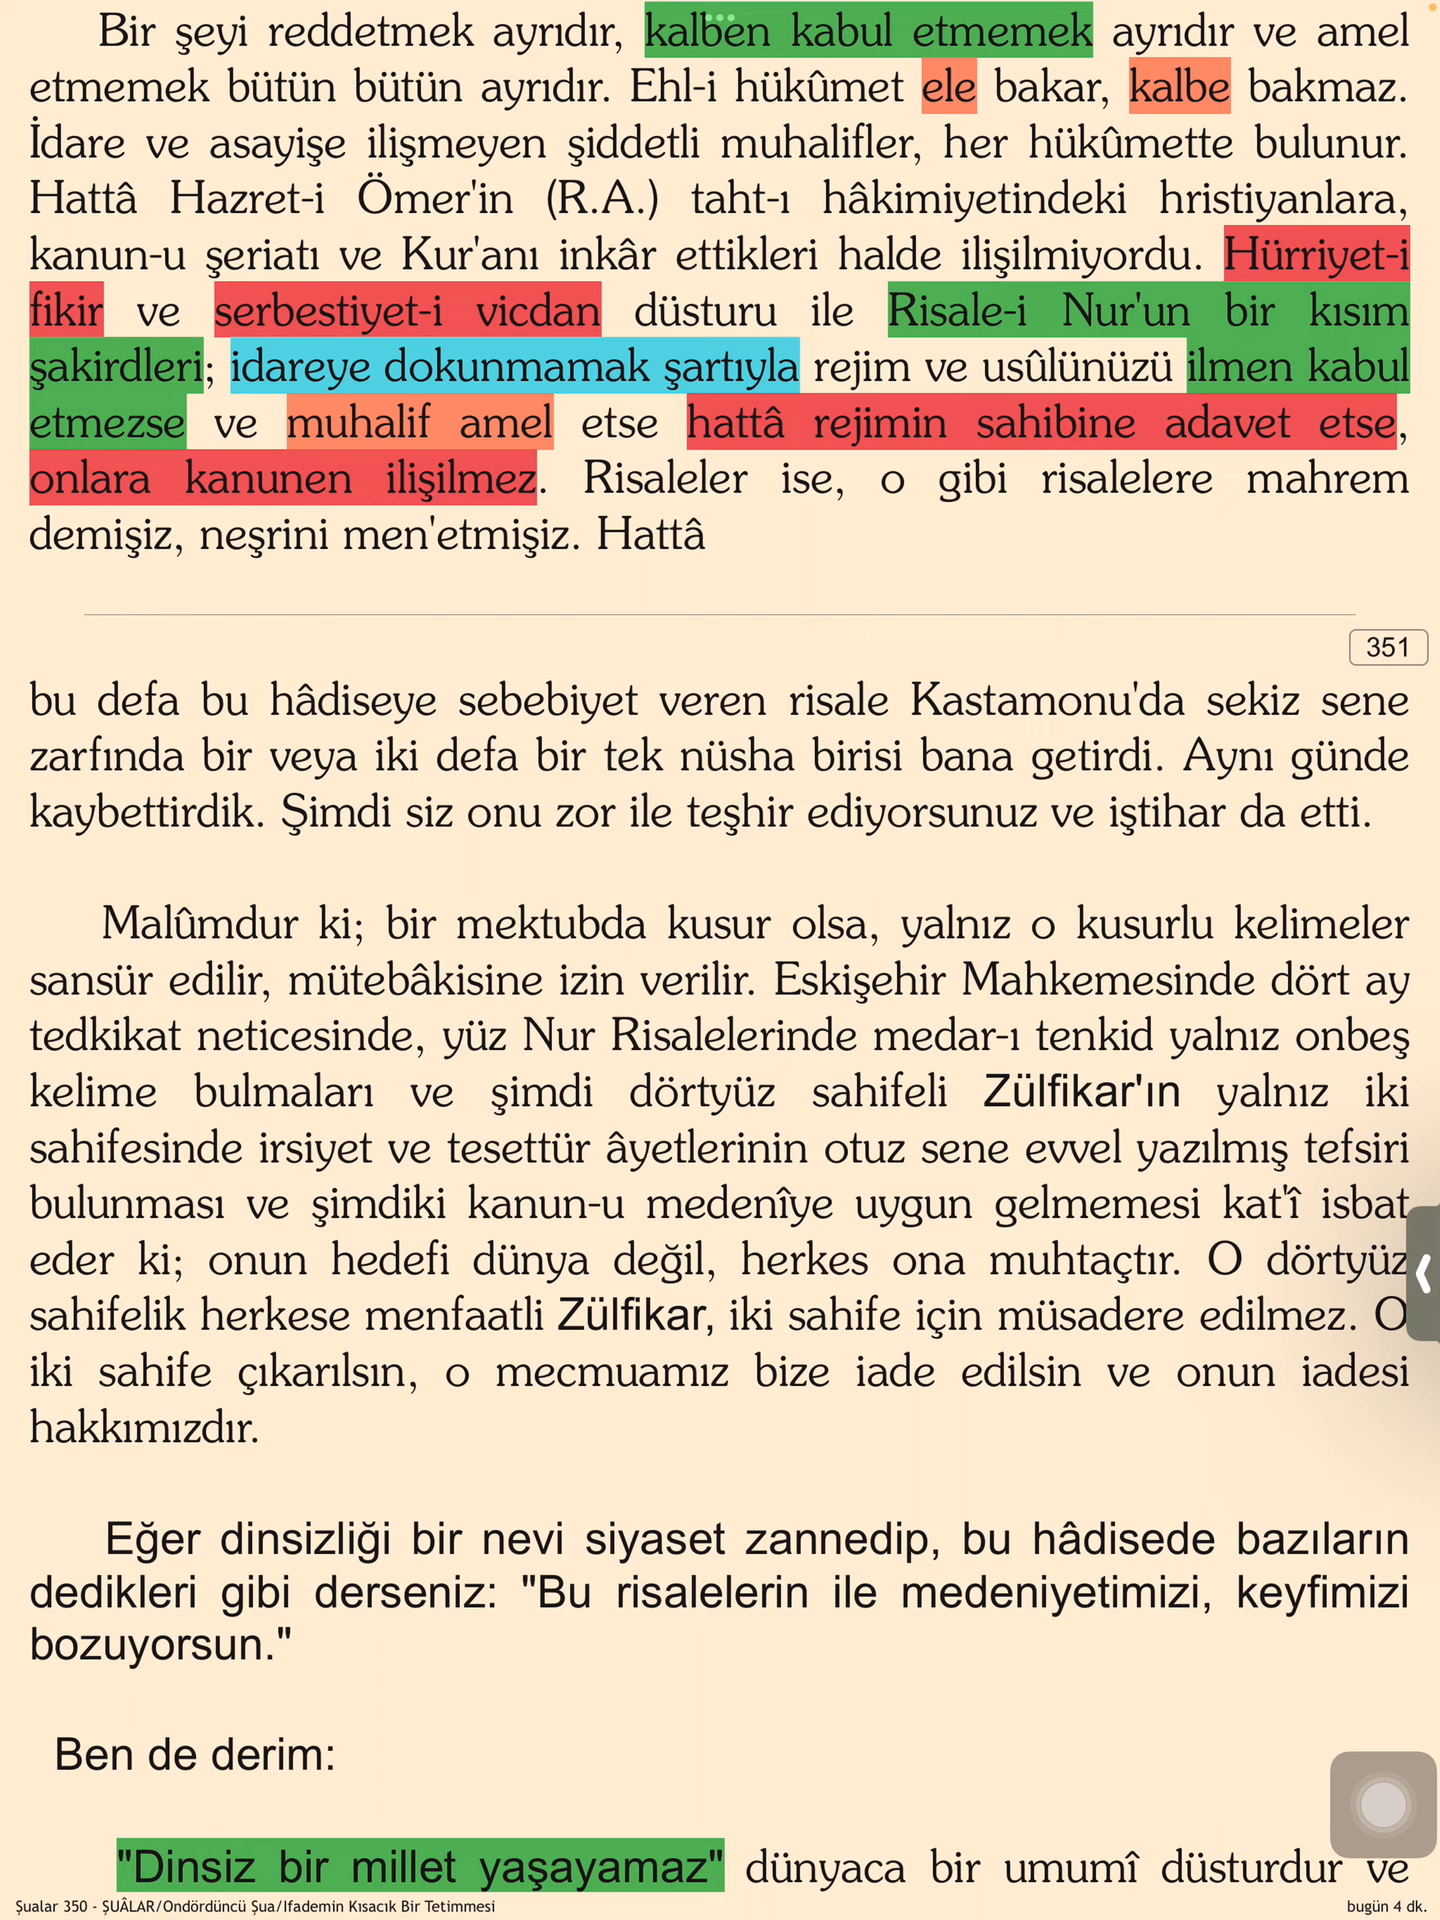 Bir şeyi reddetmek ayrıdır, kalben kabul etmemek ayrıdır ve amel
etmemek bütün bütün ayrıdır. Ehl-i hükûmet ele bakar, kalbe bakmaz.
İdare ve asayişe ilişmeyen şiddetli muhalifler, her hükûmette bulunur.
Hattâ Hazret-i Ömer'in (R.A.) taht-ı hâkimiyetindeki hristiyanlara,
kanun-u şeriatı ve Kur'anı inkâr ettikleri halde ilişilmiyordu. Hürriyet-i
fikir ve serbestiyet-i vicdan düsturu ile Risale-i Nur'un bir kısım
şakirdleri; idareye dokunmamak şartıyla rejim ve usûlünüzü ilmen kabul
etmezse ve muhalif amel etse hattâ rejimin sahibine adavet etse,
onlara kanunen ilişilmez. Risaleler ise, o gibi risalelere mahrem
demişiz, neşrini men'etmişiz. Hattâ
351
bu defa bu hâdiseye sebebiyet veren risale Kastamonu'da sekiz sene
zarfında bir veya iki defa bir tek nüsha birisi bana getirdi. Aynı günde
kaybettirdik. Şimdi siz onu zor ile teşhir ediyorsunuz ve iştihar da etti.
Malûmdur ki; bir mektubda kusur olsa, yalnız o kusurlu kelimeler
sansür edilir, mütebâkisine izin verilir. Eskişehir Mahkemesinde dört ay
tedkikat neticesinde, yüz Nur Risalelerinde medar-ı tenkid yalnız onbeş
kelime bulmaları ve şimdi dörtyüz sahifeli Zülfikar'ın yalnız iki
sahifesinde irsiyet ve tesettür âyetlerinin otuz sene evvel yazılmış tefsiri
bulunması ve şimdiki kanun-u medenîye uygun gelmemesi kat'î isbat
eder ki; onun hedefi dünya değil, herkes ona muhtaçtır. O dörtyüz
sahifelik herkese menfaatli Zülfikar, iki sahife için müsadere edilmez. O
iki sahife çıkarılsın, o mecmuamız bize iade edilsin ve onun iadesi
hakkımızdır.
Eğer dinsizliği bir nevi siyaset zannedip, bu hâdisede bazıların
dedikleri gibi derseniz: "Bu risalelerin ile medeniyetimizi, keyfimizi
bozuyorsun."
Ben de derim:
"Dinsiz bir millet yaşayamaz" dünyaca bir umumî düsturdur ve
Şualar 350 - ŞUÂLAR/Ondördüncü Şua/Ifademin Kısacık Bir Tetimmesi
bugün 4 dk.